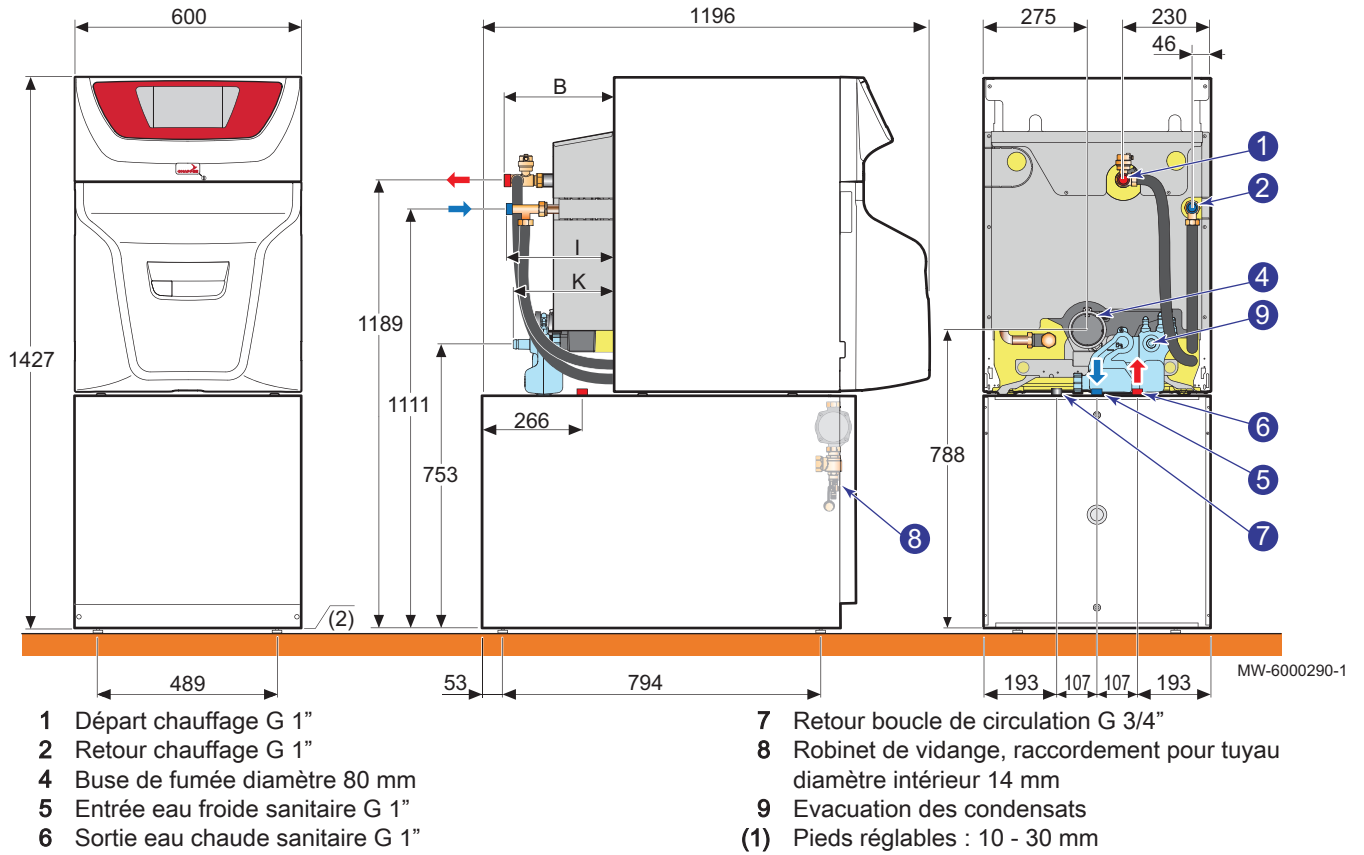 600
1196
275
230
46
B
1
2
I
K
4
9
1189
1427
1111
266
753
788
6
5
7
8
(2)
MW-6000290-1
489
53
794
193
107
107
193
1 Départ chauffage G 1”
2 Retour chauffage G 1”
4 Buse de fumée diamètre 80 mm
5 Entrée eau froide sanitaire G 1”
6 Sortie eau chaude sanitaire G 1”
7 Retour boucle de circulation G 3/4”
8 Robinet de vidange, raccordement pour tuyau
diamètre intérieur 14 mm
9 Evacuation des condensats
(1) Pieds réglables : 10 - 30 mm